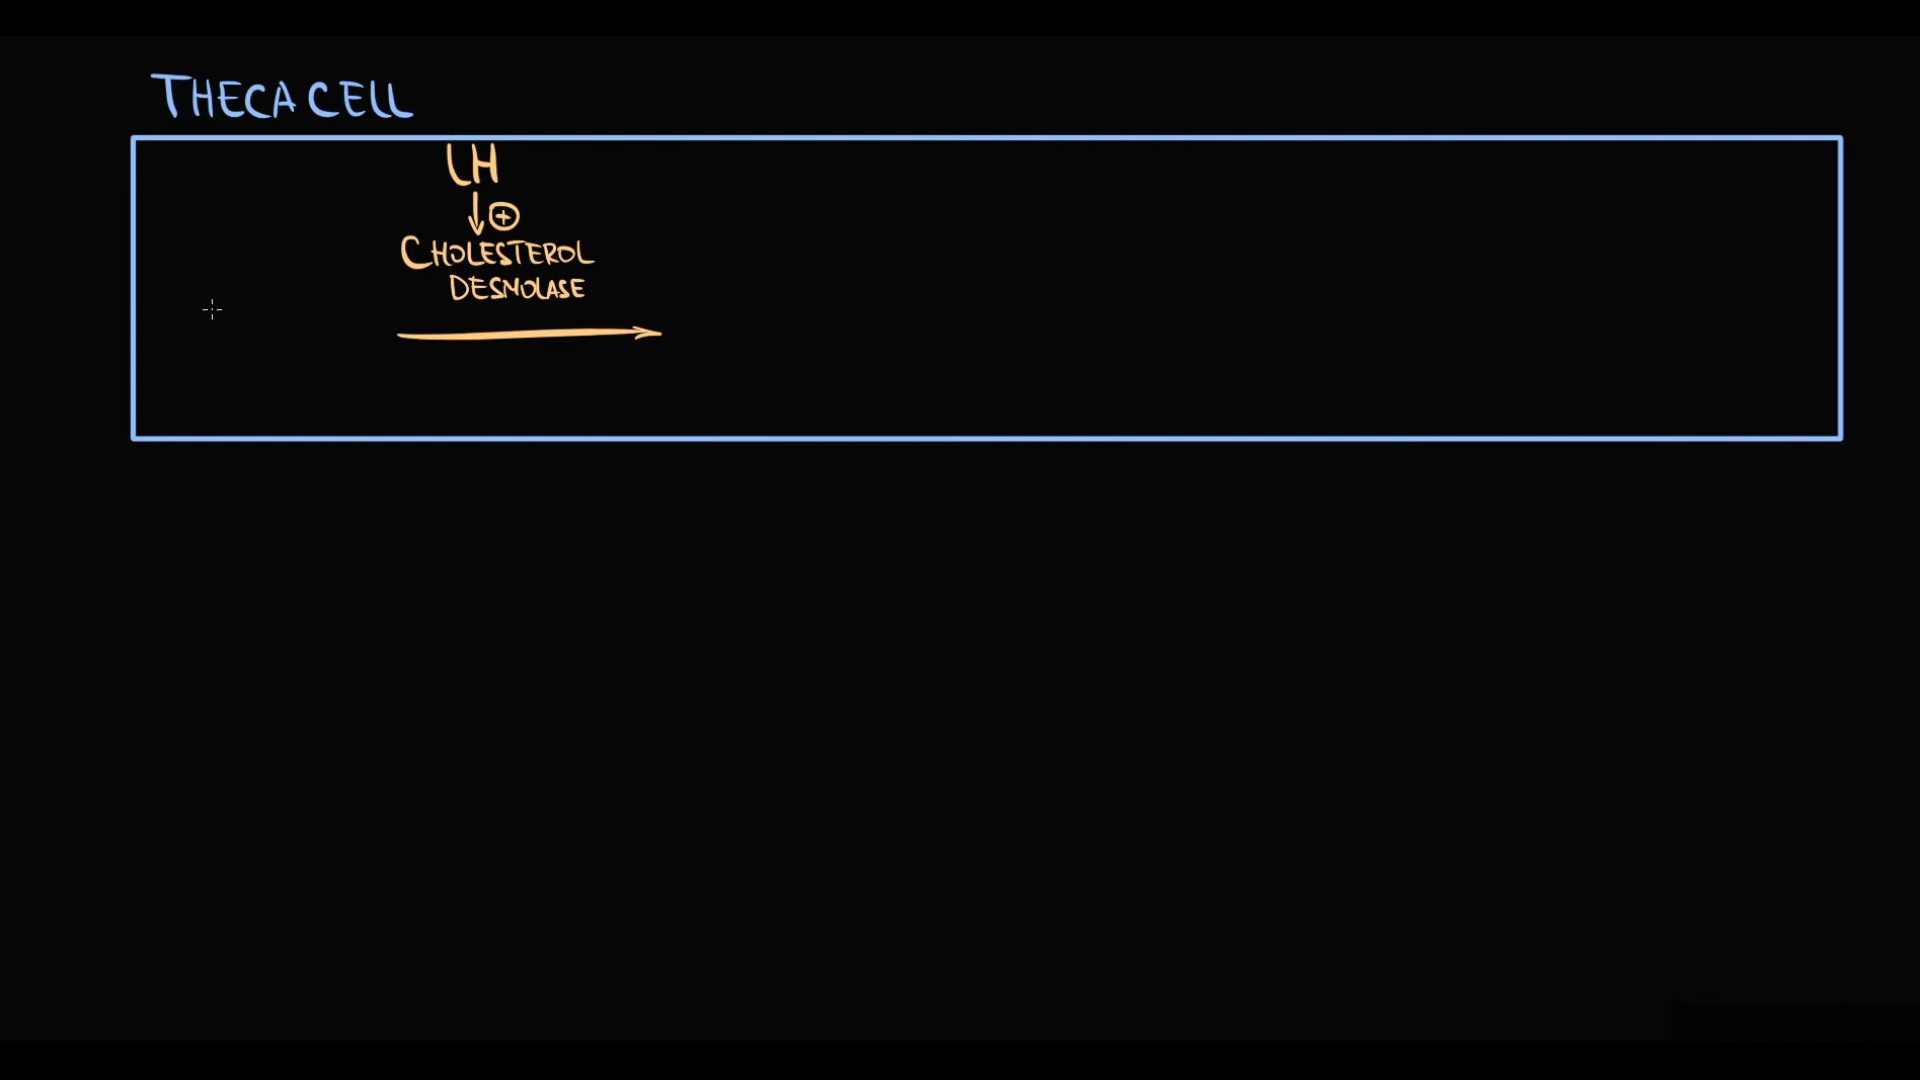 THECA CELL
LH
+
CHOLESTEROL
DESMOLASE